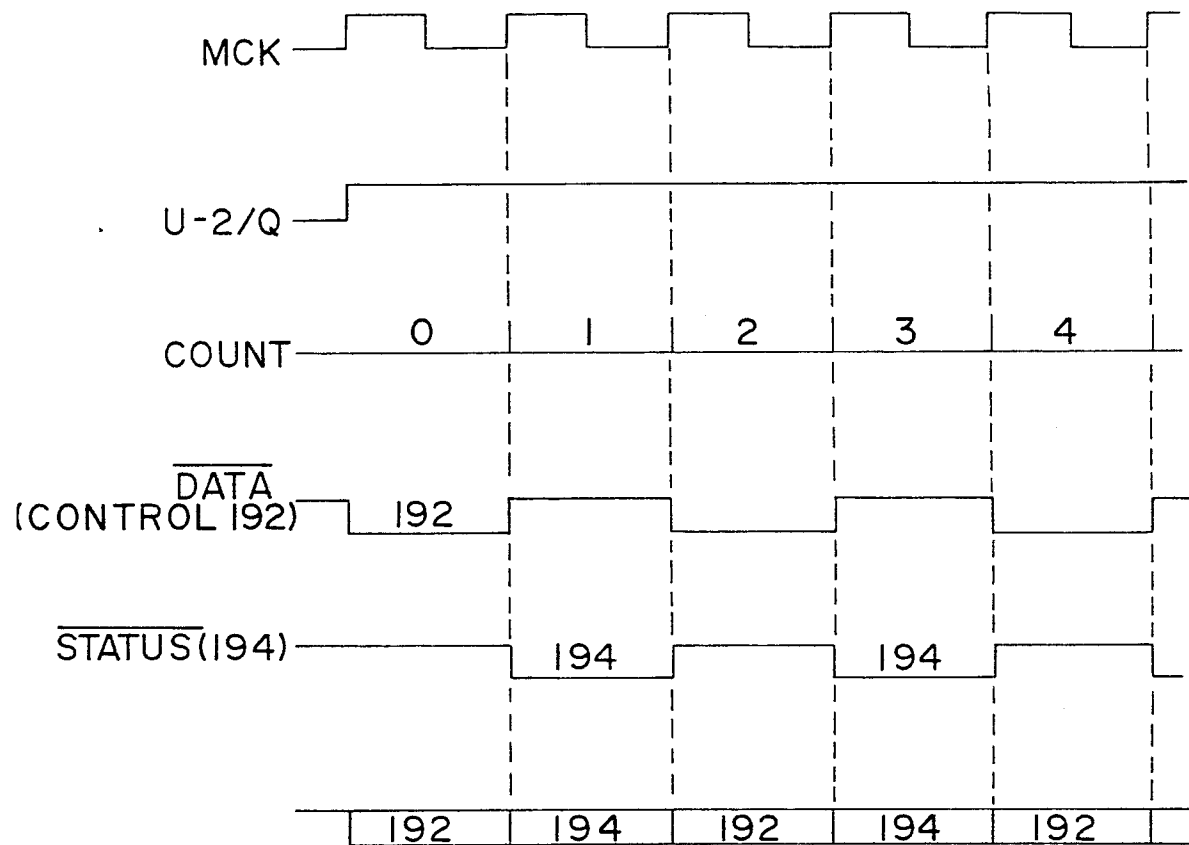 MCK
U-2/Q
COUNT 0 1 2 3 4
DATA
(CONTROL 192) 192
STATUS(194) 194 194
192 194 192 194 192